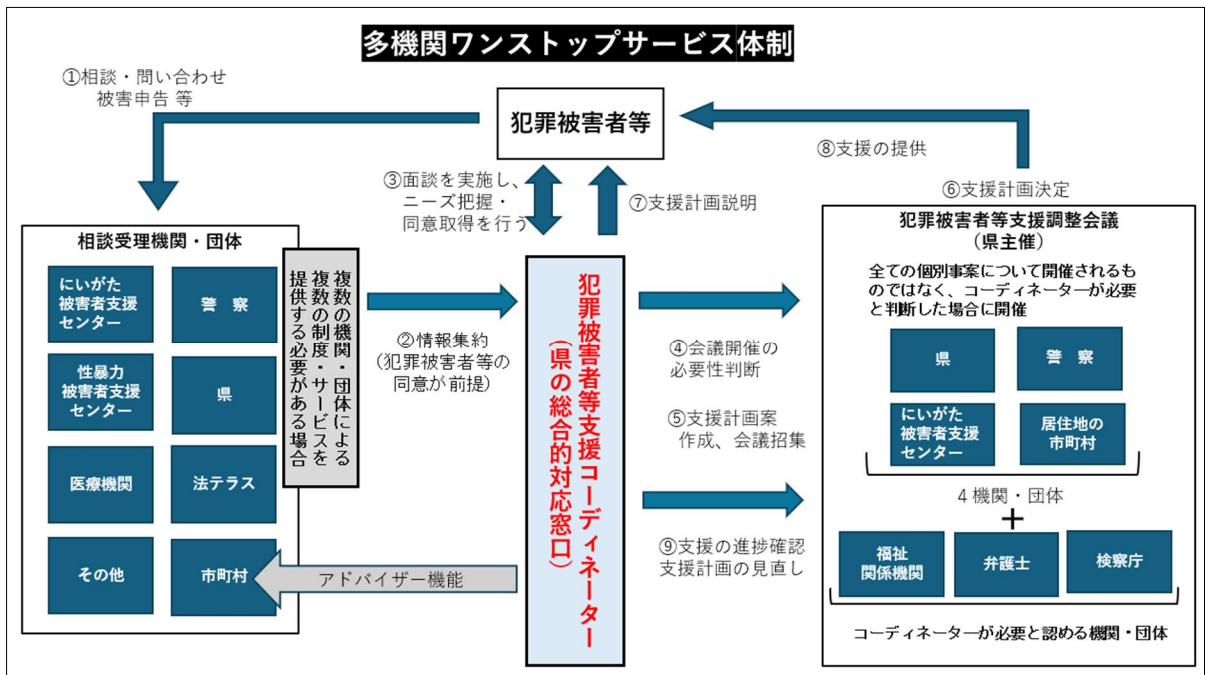 多機関ワンストップサービス体制
①相談・問い合わせ
被害申告 等
犯罪被害者等
③面談を実施し、
ニーズ把握・
同意取得を行う
⑦支援計画説明
⑧支援の提供
⑥支援計画決定
相談受理機関・団体
にいがた
被害者支援
センター
警 察
性暴力
被害者支援
センター
県
医療機関
法テラス
その他
市町村
複数の機関・団体による
複数の制度・サービスを
提供する必要がある場合
②情報集約
(犯罪被害者等の
同意が前提)
アドバイザー機能
犯罪被害者等支援コーディネーター
(県の総合的対応窓口)
④会議開催の
必要性判断
⑤支援計画案
作成、会議招集
⑨支援の進捗確認
支援計画の見直し
犯罪被害者等支援調整会議
(県主催)
全ての個別事案について開催されるも
のではなく、コーディネーターが必要
と判断した場合に開催
県
警 察
にいがた
被害者支援
センター
居住地の
市町村
4機関・団体
+
福祉
関係機関
弁護士
検察庁
コーディネーターが必要と認める機関・団体